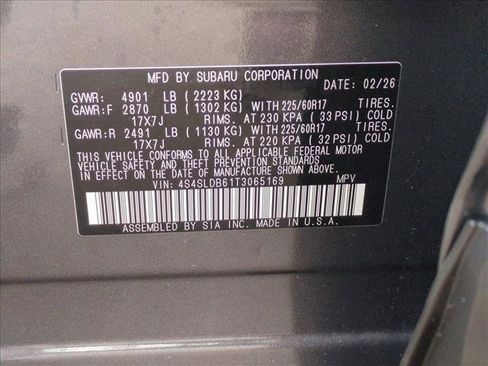 MFD BY SUBARU CORPORATION
DATE: 02/26
GVWR: 4901 LB (2223 KG)
GAWR:F 2870 LB (1302 KG) WITH 225/60R17 TIRES.
17X7J RIMS. AT 230 KPA (33 PSI) COLD
GAWR:R 2491 LB (1130 KG) WITH 225/60R17 TIRES.
17X7J RIMS. AT 220 KPA (32 PSI) COLD
THIS VEHICLE CONFORMS TO ALL APPLICABLE FEDERAL MOTOR
VEHICLE SAFETY AND THEFT PREVENTION STANDARDS
IN EFFECT ON THE DATE OF MANUFACTURE SHOWN ABOVE.
VIN: 4S4SLDB61T3065169 MPV
ASSEMBLED BY SIA INC. MADE IN U.S.A.